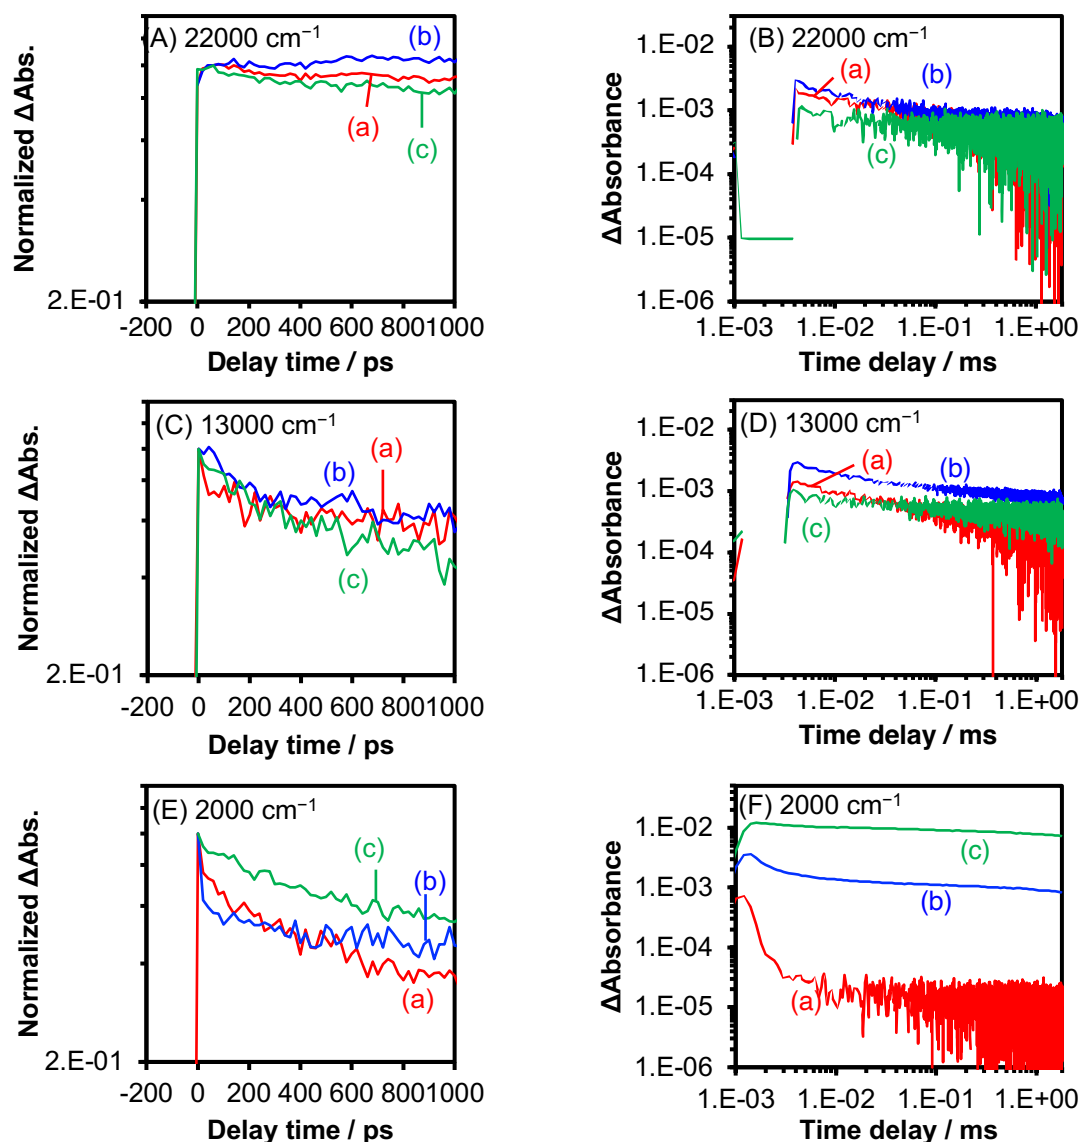 (A) 22000 cm⁻¹
(b)
(a)
(c)
Normalized ΔAbs.
2.E-01
-200 0 200 400 600 8001000
Delay time / ps
(B) 22000 cm⁻¹
(a)
(b)
(c)
ΔAbsorbance
1.E-02
1.E-03
1.E-04
1.E-05
1.E-06
1.E-03 1.E-02 1.E-01 1.E+00
Time delay / ms
(C) 13000 cm⁻¹
(a)
(b)
(c)
Normalized ΔAbs.
2.E-01
-200 0 200 400 600 8001000
Delay time / ps
(D) 13000 cm⁻¹
(a)
(b)
(c)
ΔAbsorbance
1.E-02
1.E-03
1.E-04
1.E-05
1.E-06
1.E-03 1.E-02 1.E-01 1.E+00
Time delay / ms
(E) 2000 cm⁻¹
(c)
(b)
(a)
Normalized ΔAbs.
2.E-01
-200 0 200 400 600 8001000
Delay time / ps
(F) 2000 cm⁻¹
(c)
(b)
(a)
ΔAbsorbance
1.E-02
1.E-03
1.E-04
1.E-05
1.E-06
1.E-03 1.E-02 1.E-01 1.E+00
Time delay / ms